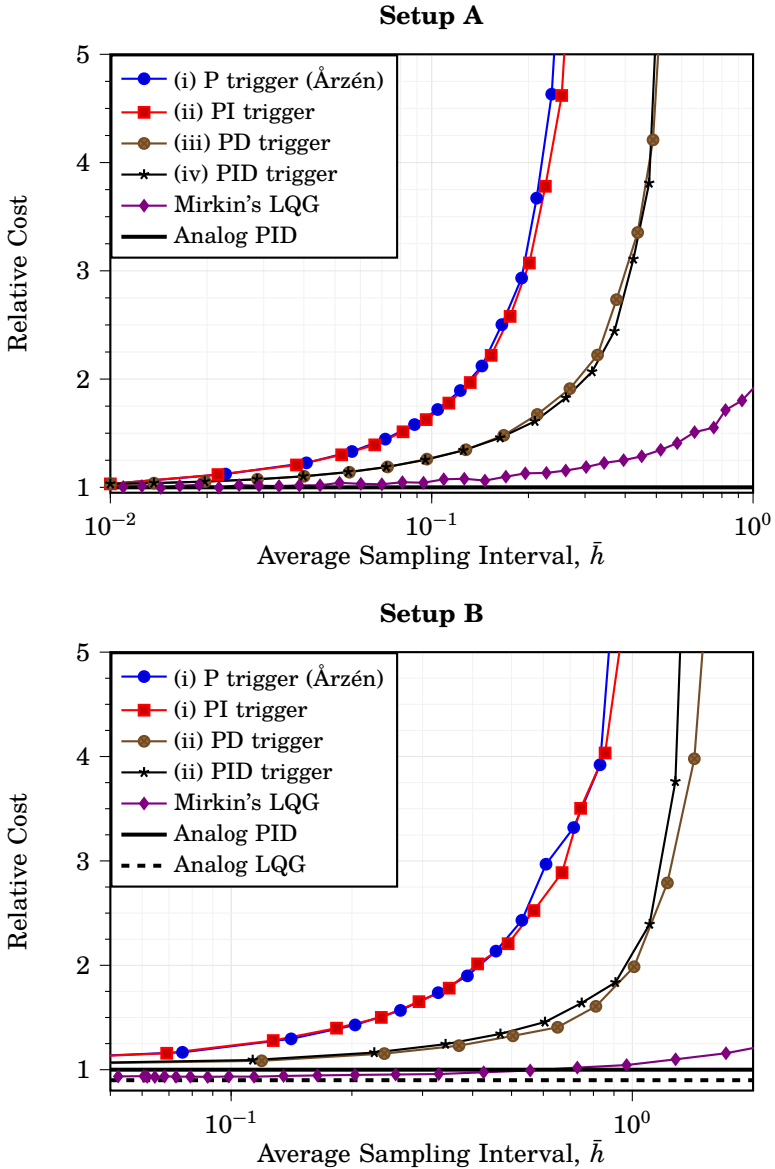 Setup A
5
4
3
2
1
Relative Cost
(i) P trigger (Årzén)
(ii) PI trigger
(iii) PD trigger
(iv) PID trigger
Mirkin's LQG
Analog PID
10⁻² 10⁻¹ 10⁰
Average Sampling Interval, h̄
Setup B
5
4
3
2
1
Relative Cost
(i) P trigger (Årzén)
(i) PI trigger
(ii) PD trigger
(ii) PID trigger
Mirkin's LQG
Analog PID
Analog LQG
10⁻¹ 10⁰
Average Sampling Interval, h̄